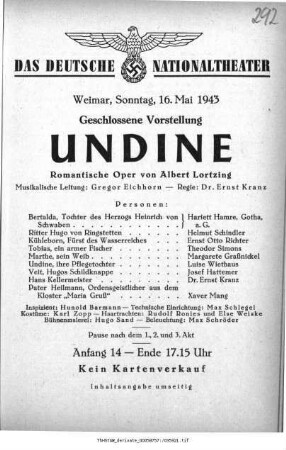 292
DAS DEUTSCHE NATIONALTHEATER
Weimar, Sonntag, 16. Mai 1943
Geschlossene Vorstellung
UNDINE
Romantische Oper von Albert Lortzing
Musikalische Leitung: Gregor Eichhorn — Regie: Dr. Ernst Kranz
Personen:
Bertalda, Tochter des Herzogs Heinrich von Schwaben . . . . . . . . Harlett Hamre, Gotha, a. G.
Ritter Hugo von Ringstetten . . . . . . . . Helmut Schindler
Kühleborn, Fürst des Wasserreiches . . . . . Ernst Otto Richter
Tobias, ein armer Fischer . . . . . . . . Theodor Simons
Marthe, sein Weib . . . . . . . . Margarete Graßnickel
Undine, ihre Pflegetochter . . . . . . . . Luise Wiethaus
Veit, Hugos Schildknappe . . . . . . . . Josef Hattemer
Hans Kellermeister . . . . . . . . Dr. Ernst Kranz
Pater Heilmann, Ordensgeistlicher aus dem
Kloster „Maria Gruß“ . . . . . . . . Xaver Mang
Inspizient: Husold Bormann — Technische Einrichtung: Max Schlegel
Kostüme: Karl Zopp — Haartrachten: Rudolf Ronies und Else Weiske
Bühnenmalerei: Hugo Sand — Beleuchtung: Max Schröder
Pause nach dem 1., 2. und 3. Akt
Anfang 14 — Ende 17.15 Uhr
Kein Kartenverkauf
Inhaltsangabe umseitig